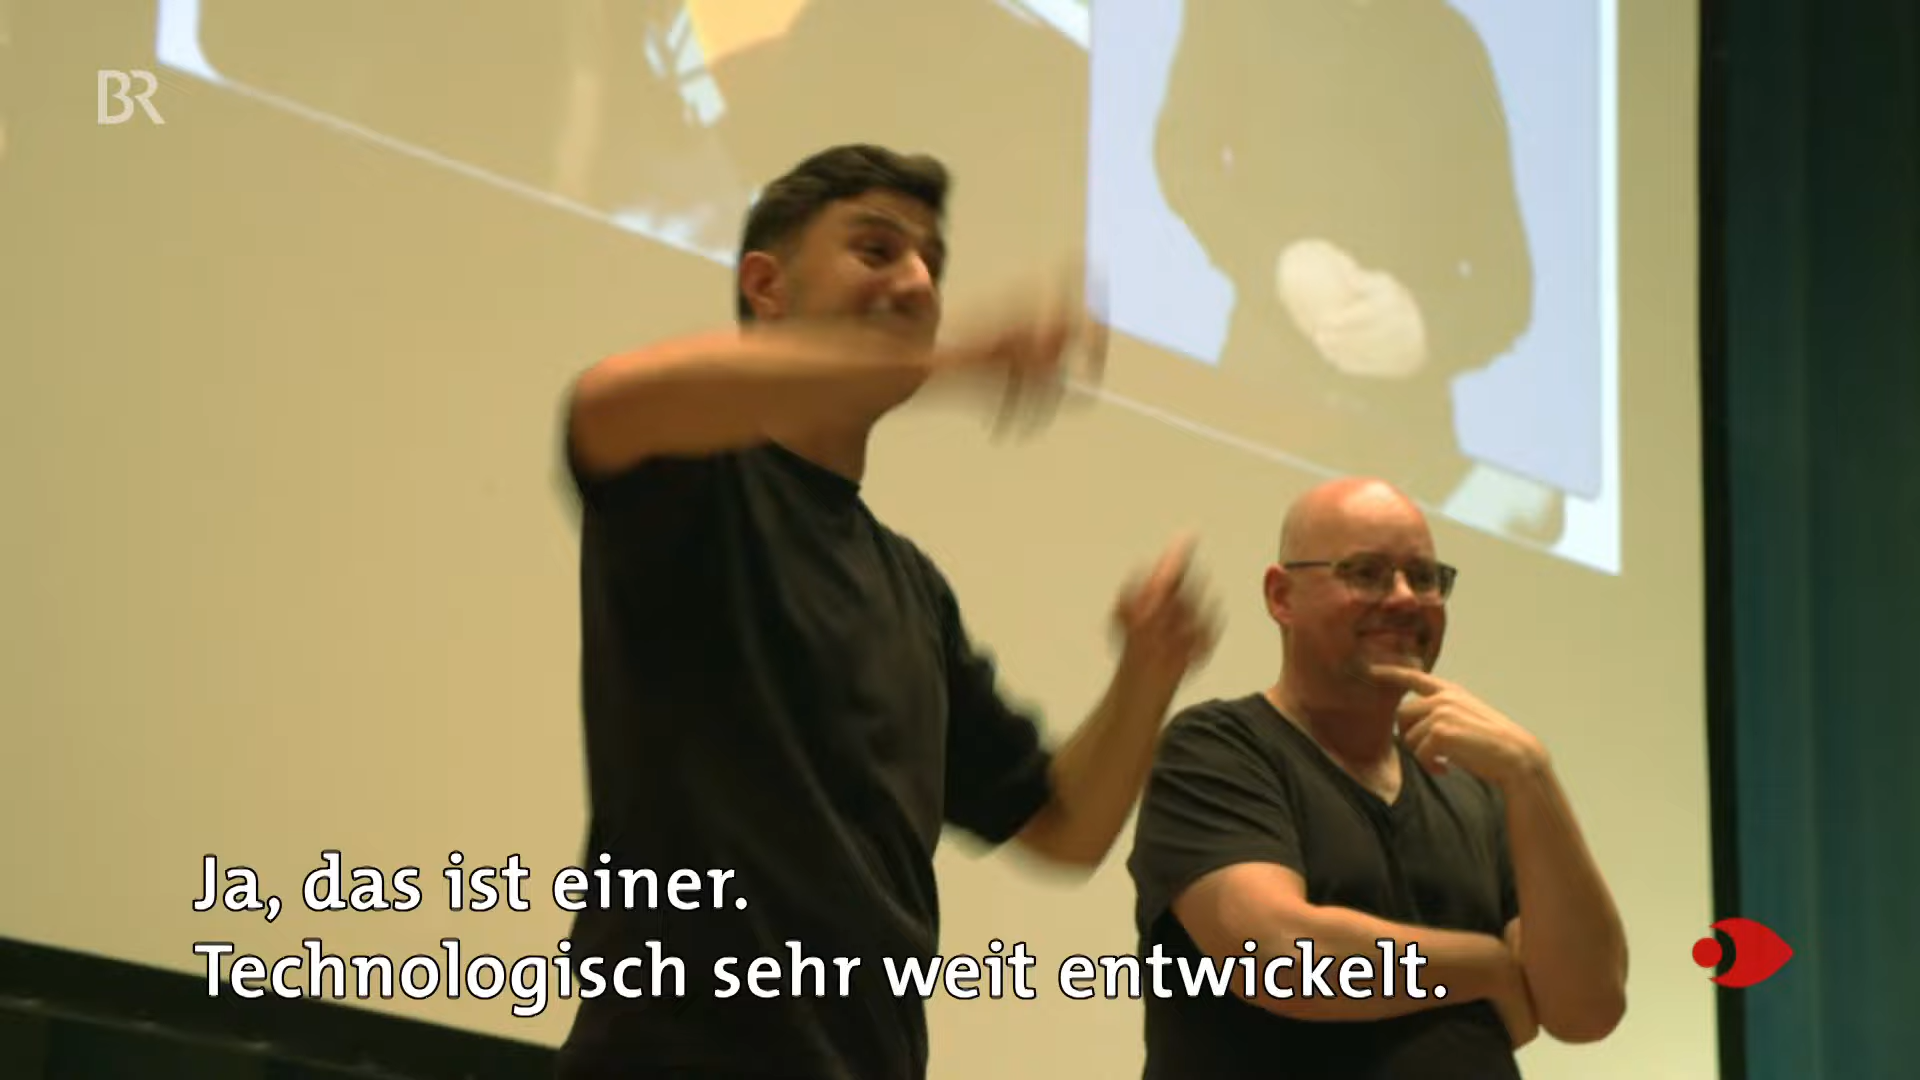 BR
Ja, das ist einer.
Technologisch sehr weit entwickelt.